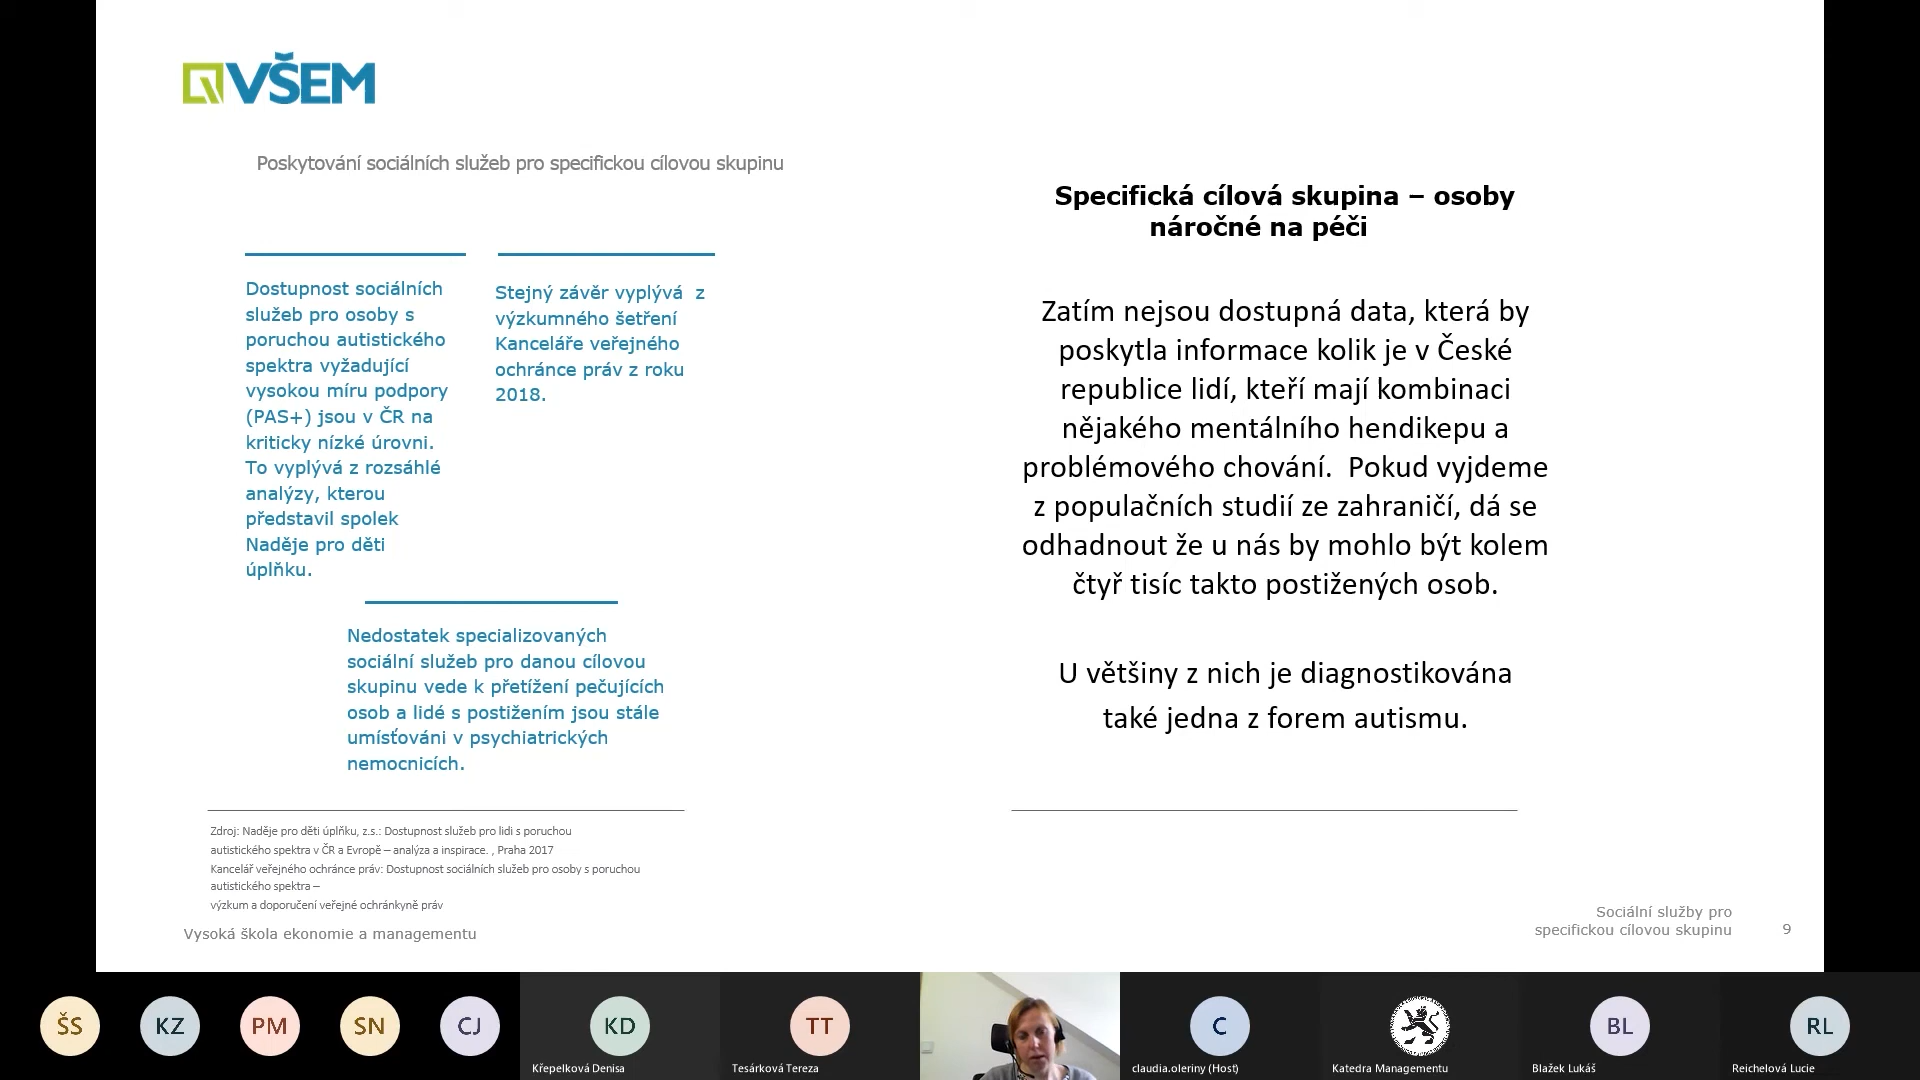 VŠEM
Poskytování sociálních služeb pro specifickou cílovou skupinu
Dostupnost sociálních
služeb pro osoby s
poruchou autistického
spektra vyžadující
vysokou míru podpory
(PAS+) jsou v ČR na
kriticky nízké úrovni.
To vyplývá z rozsáhlé
analýzy, kterou
představil spolek
Naděje pro děti
úplňku.
Stejný závěr vyplývá  z
výzkumného šetření
Kanceláře veřejného
ochránce práv z roku
2018.
Nedostatek specializovaných
sociální služeb pro danou cílovou
skupinu vede k přetížení pečujících
osob a lidé s postižením jsou stále
umísťováni v psychiatrických
nemocnicích.
Zdroj: Naděje pro děti úplňku, z.s.: Dostupnost služeb pro lidi s poruchou
autistického spektra v ČR a Evropě – analýza a inspirace. , Praha 2017
Kancelář veřejného ochránce práv: Dostupnost sociálních služeb pro osoby s poruchou
autistického spektra –
výzkum a doporučení veřejné ochránkyně práv
Vysoká škola ekonomie a managementu
Specifická cílová skupina – osoby
náročné na péči
Zatím nejsou dostupná data, která by
poskytla informace kolik je v České
republice lidí, kteří mají kombinaci
nějakého mentálního hendikepu a
problémového chování.  Pokud vyjdeme
z populačních studií ze zahraničí, dá se
odhadnout že u nás by mohlo být kolem
čtyř tisíc takto postižených osob.
U většiny z nich je diagnostikována
také jedna z forem autismu.
Sociální služby pro
specifickou cílovou skupinu
9
ŠS
KZ
PM
SN
CJ
KD
TT
C
BL
RL
Křepelková Denisa
Tesárková Tereza
claudia.oleriny (Host)
Katedra Managementu
Blažek Lukáš
Reichelová Lucie